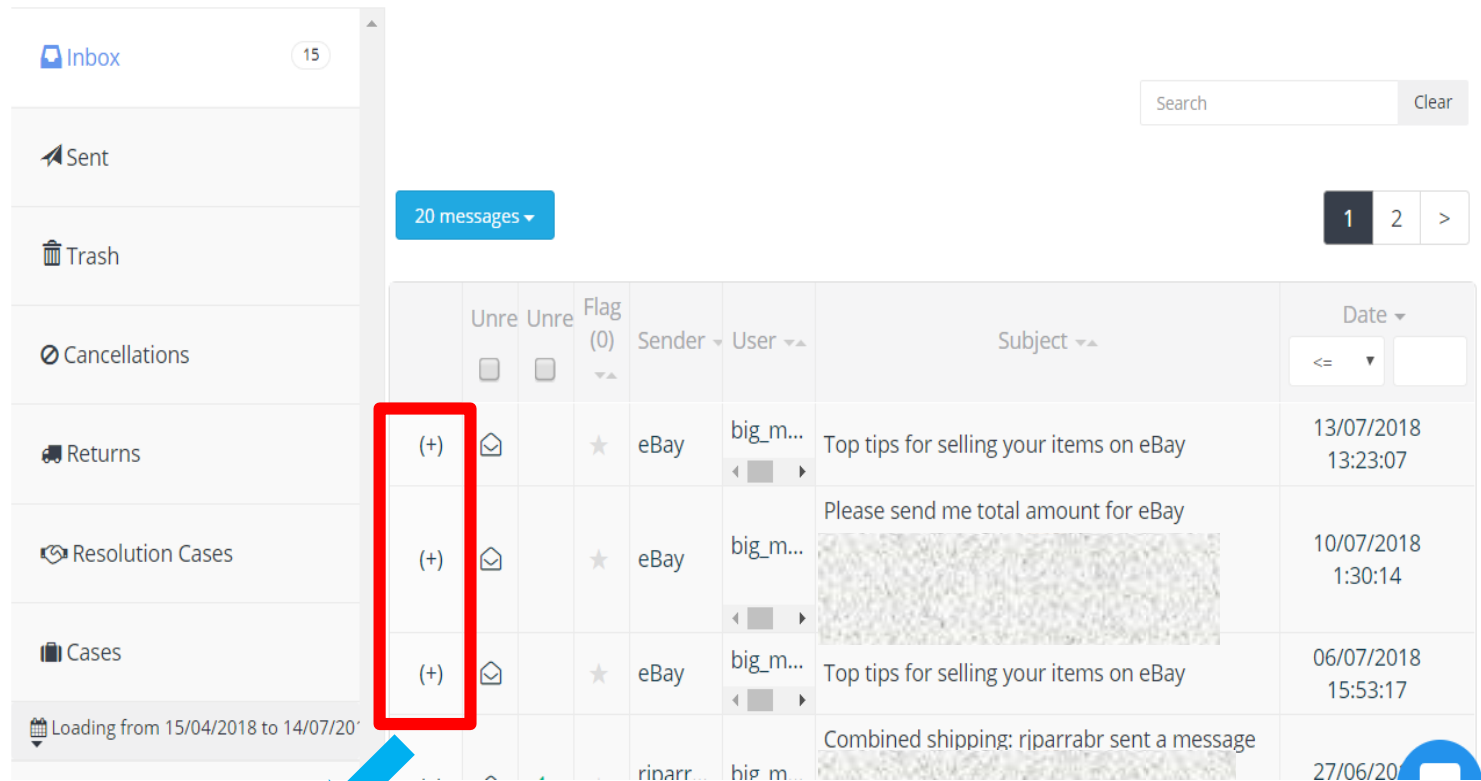 Inbox 15
Search Clear
Sent
20 messages
1 2 >
Trash
Unre Unre Flag (0) Sender User Subject Date
<=
Cancellations
(+) eBay big_m... Top tips for selling your items on eBay 13/07/2018 13:23:07
Returns
Please send me total amount for eBay
(+) eBay big_m... 10/07/2018 1:30:14
Resolution Cases
Cases
(+) eBay big_m... Top tips for selling your items on eBay 06/07/2018 15:53:17
Loading from 15/04/2018 to 14/07/20
Combined shipping: rjparrabr sent a message
big_m... 27/06/20